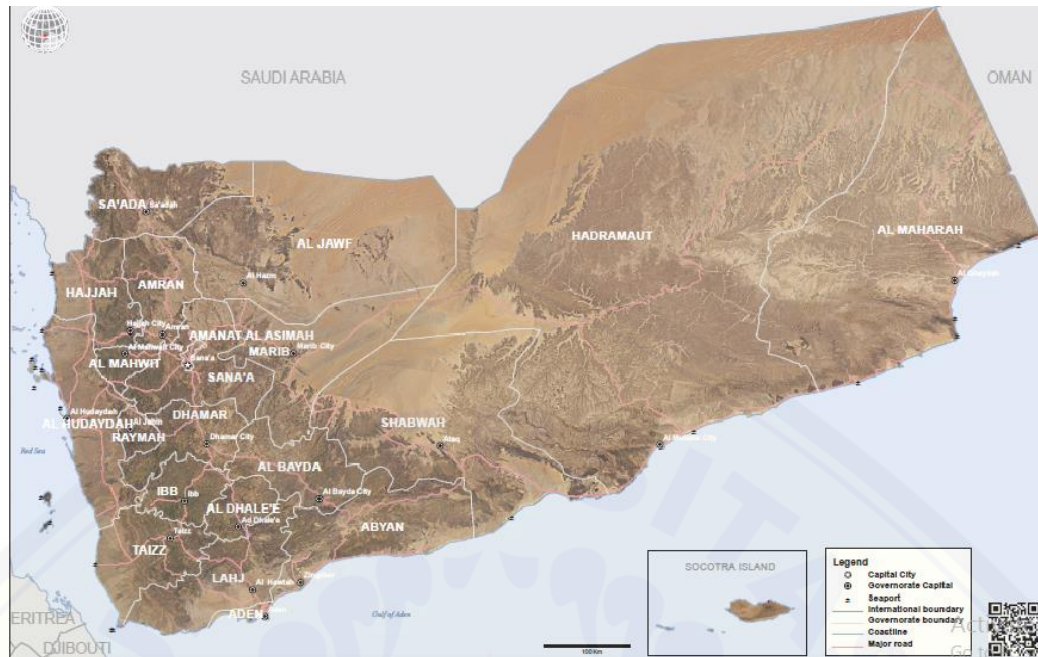 SAUDI ARABIA
OMAN
SA'ADA
Sa'adah
AL JAWF
HADRAMAUT
AL MAHARAH
Al Hazm
Al Ghaydah
AMRAN
HAJJAH
Hajjah City
Amran
AMANAT AL ASIMAH
MARIB
Marib City
Al Mahwait City
AL MAHWIT
Sana'a
SANA'A
Al Hudaydah
AL HUDAYDAH
Al Jabin
RAYMAH
DHAMAR
Dhamar City
SHABWAH
Ataq
Al Mukalla City
Red Sea
AL BAYDA
Al Bayda City
IBB
Ibb
AL DHALE'E
Ad Dhale'a
ABYAN
Taizz
TAIZZ
LAHJ
Al Hawtah
Zingibar
ADEN
Aden
Gulf of Aden
ERITREA
DJIBOUTI
100 Km
SOCOTRA ISLAND
Legend
Capital City
Governorate Capital
Seaport
International boundary
Governorate boundary
Coastline
Major road
Go to